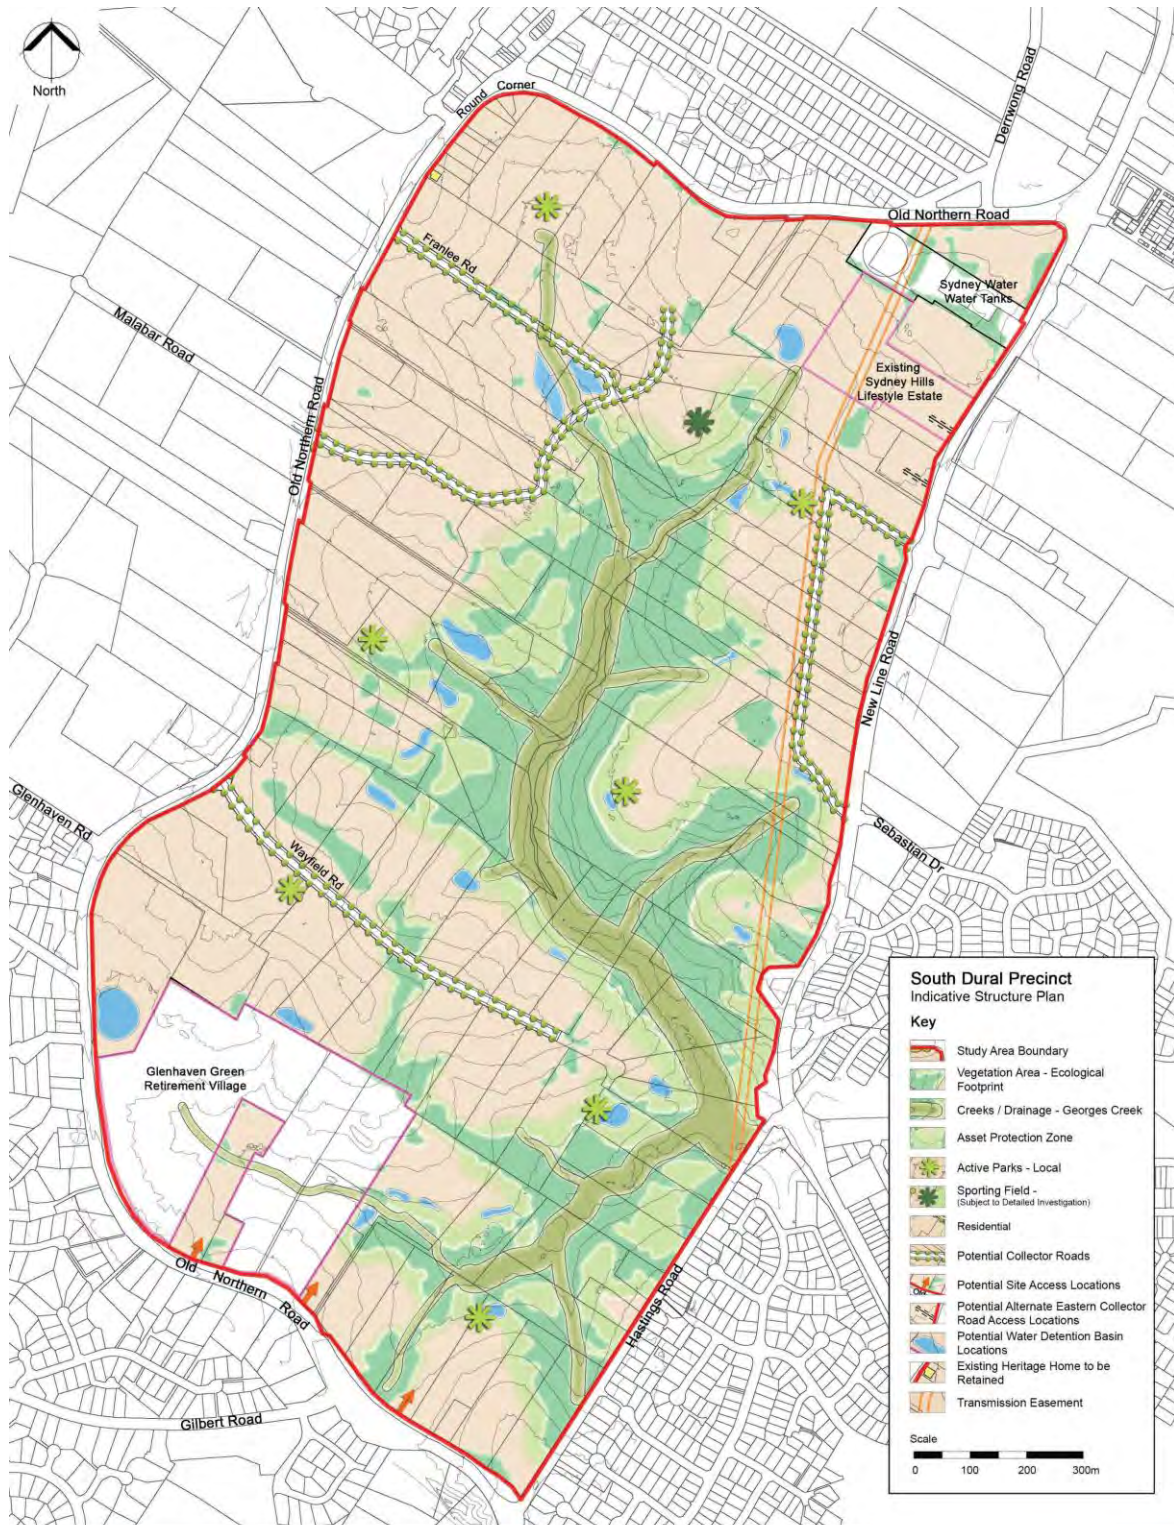 North
Round Corner
Derrwong Road
Old Northern Road
Franlee Rd
Sydney Water
Water Tanks
Malabar Road
Existing
Sydney Hills
Lifestyle Estate
Old Northern Road
New Line Road
Glenhaven Rd
Sebastian Dr
Wayfield Rd
Glenhaven Green
Retirement Village
Old Northern Road
Hastings Road
Gilbert Road
South Dural Precinct
Indicative Structure Plan
Key
Study Area Boundary
Vegetation Area - Ecological
Footprint
Creeks / Drainage - Georges Creek
Asset Protection Zone
Active Parks - Local
Sporting Field -
(Subject to Detailed Investigation)
Residential
Potential Collector Roads
Potential Site Access Locations
Potential Alternate Eastern Collector
Road Access Locations
Potential Water Detention Basin
Locations
Existing Heritage Home to be
Retained
Transmission Easement
Scale
0 100 200 300m